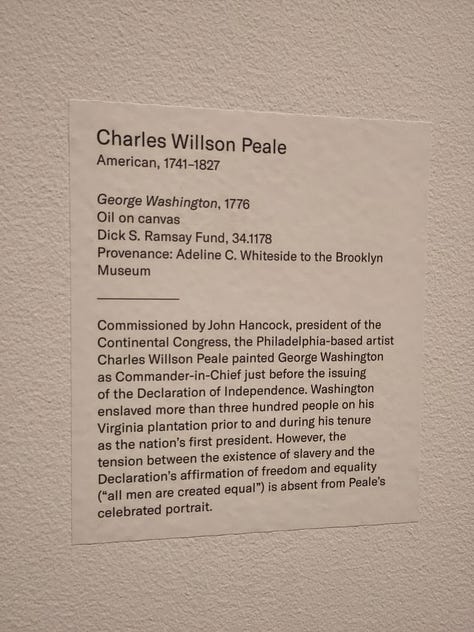 Charles Willson Peale
American, 1741–1827
George Washington, 1776
Oil on canvas
Dick S. Ramsay Fund, 34.1178
Provenance: Adeline C. Whiteside to the Brooklyn
Museum
Commissioned by John Hancock, president of the
Continental Congress, the Philadelphia-based artist
Charles Willson Peale painted George Washington
as Commander-in-Chief just before the issuing
of the Declaration of Independence. Washington
enslaved more than three hundred people on his
Virginia plantation prior to and during his tenure
as the nation’s first president. However, the
tension between the existence of slavery and the
Declaration’s affirmation of freedom and equality
(“all men are created equal”) is absent from Peale’s
celebrated portrait.